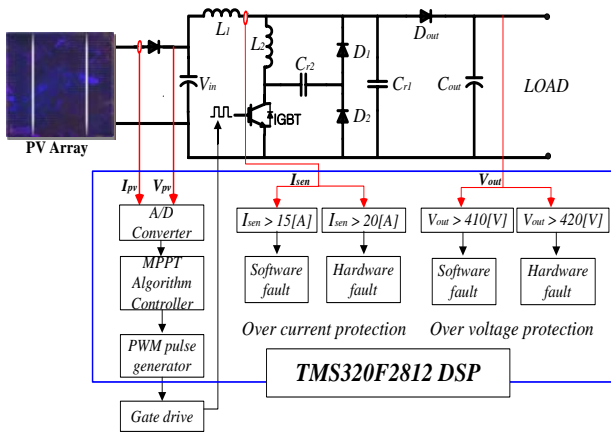 L1
L2
Dout
D1
Cr2
Cr1
Cout
LOAD
Vin
IGBT
D2
PV Array
Ipv
Vpv
Isen
Vout
A/D
Converter
Isen > 15[A]
Isen > 20[A]
Vout > 410[V]
Vout > 420[V]
MPPT
Algorithm
Controller
Software
fault
Hardware
fault
Software
fault
Hardware
fault
Over current protection
Over voltage protection
PWM pulse
generator
TMS320F2812 DSP
Gate drive